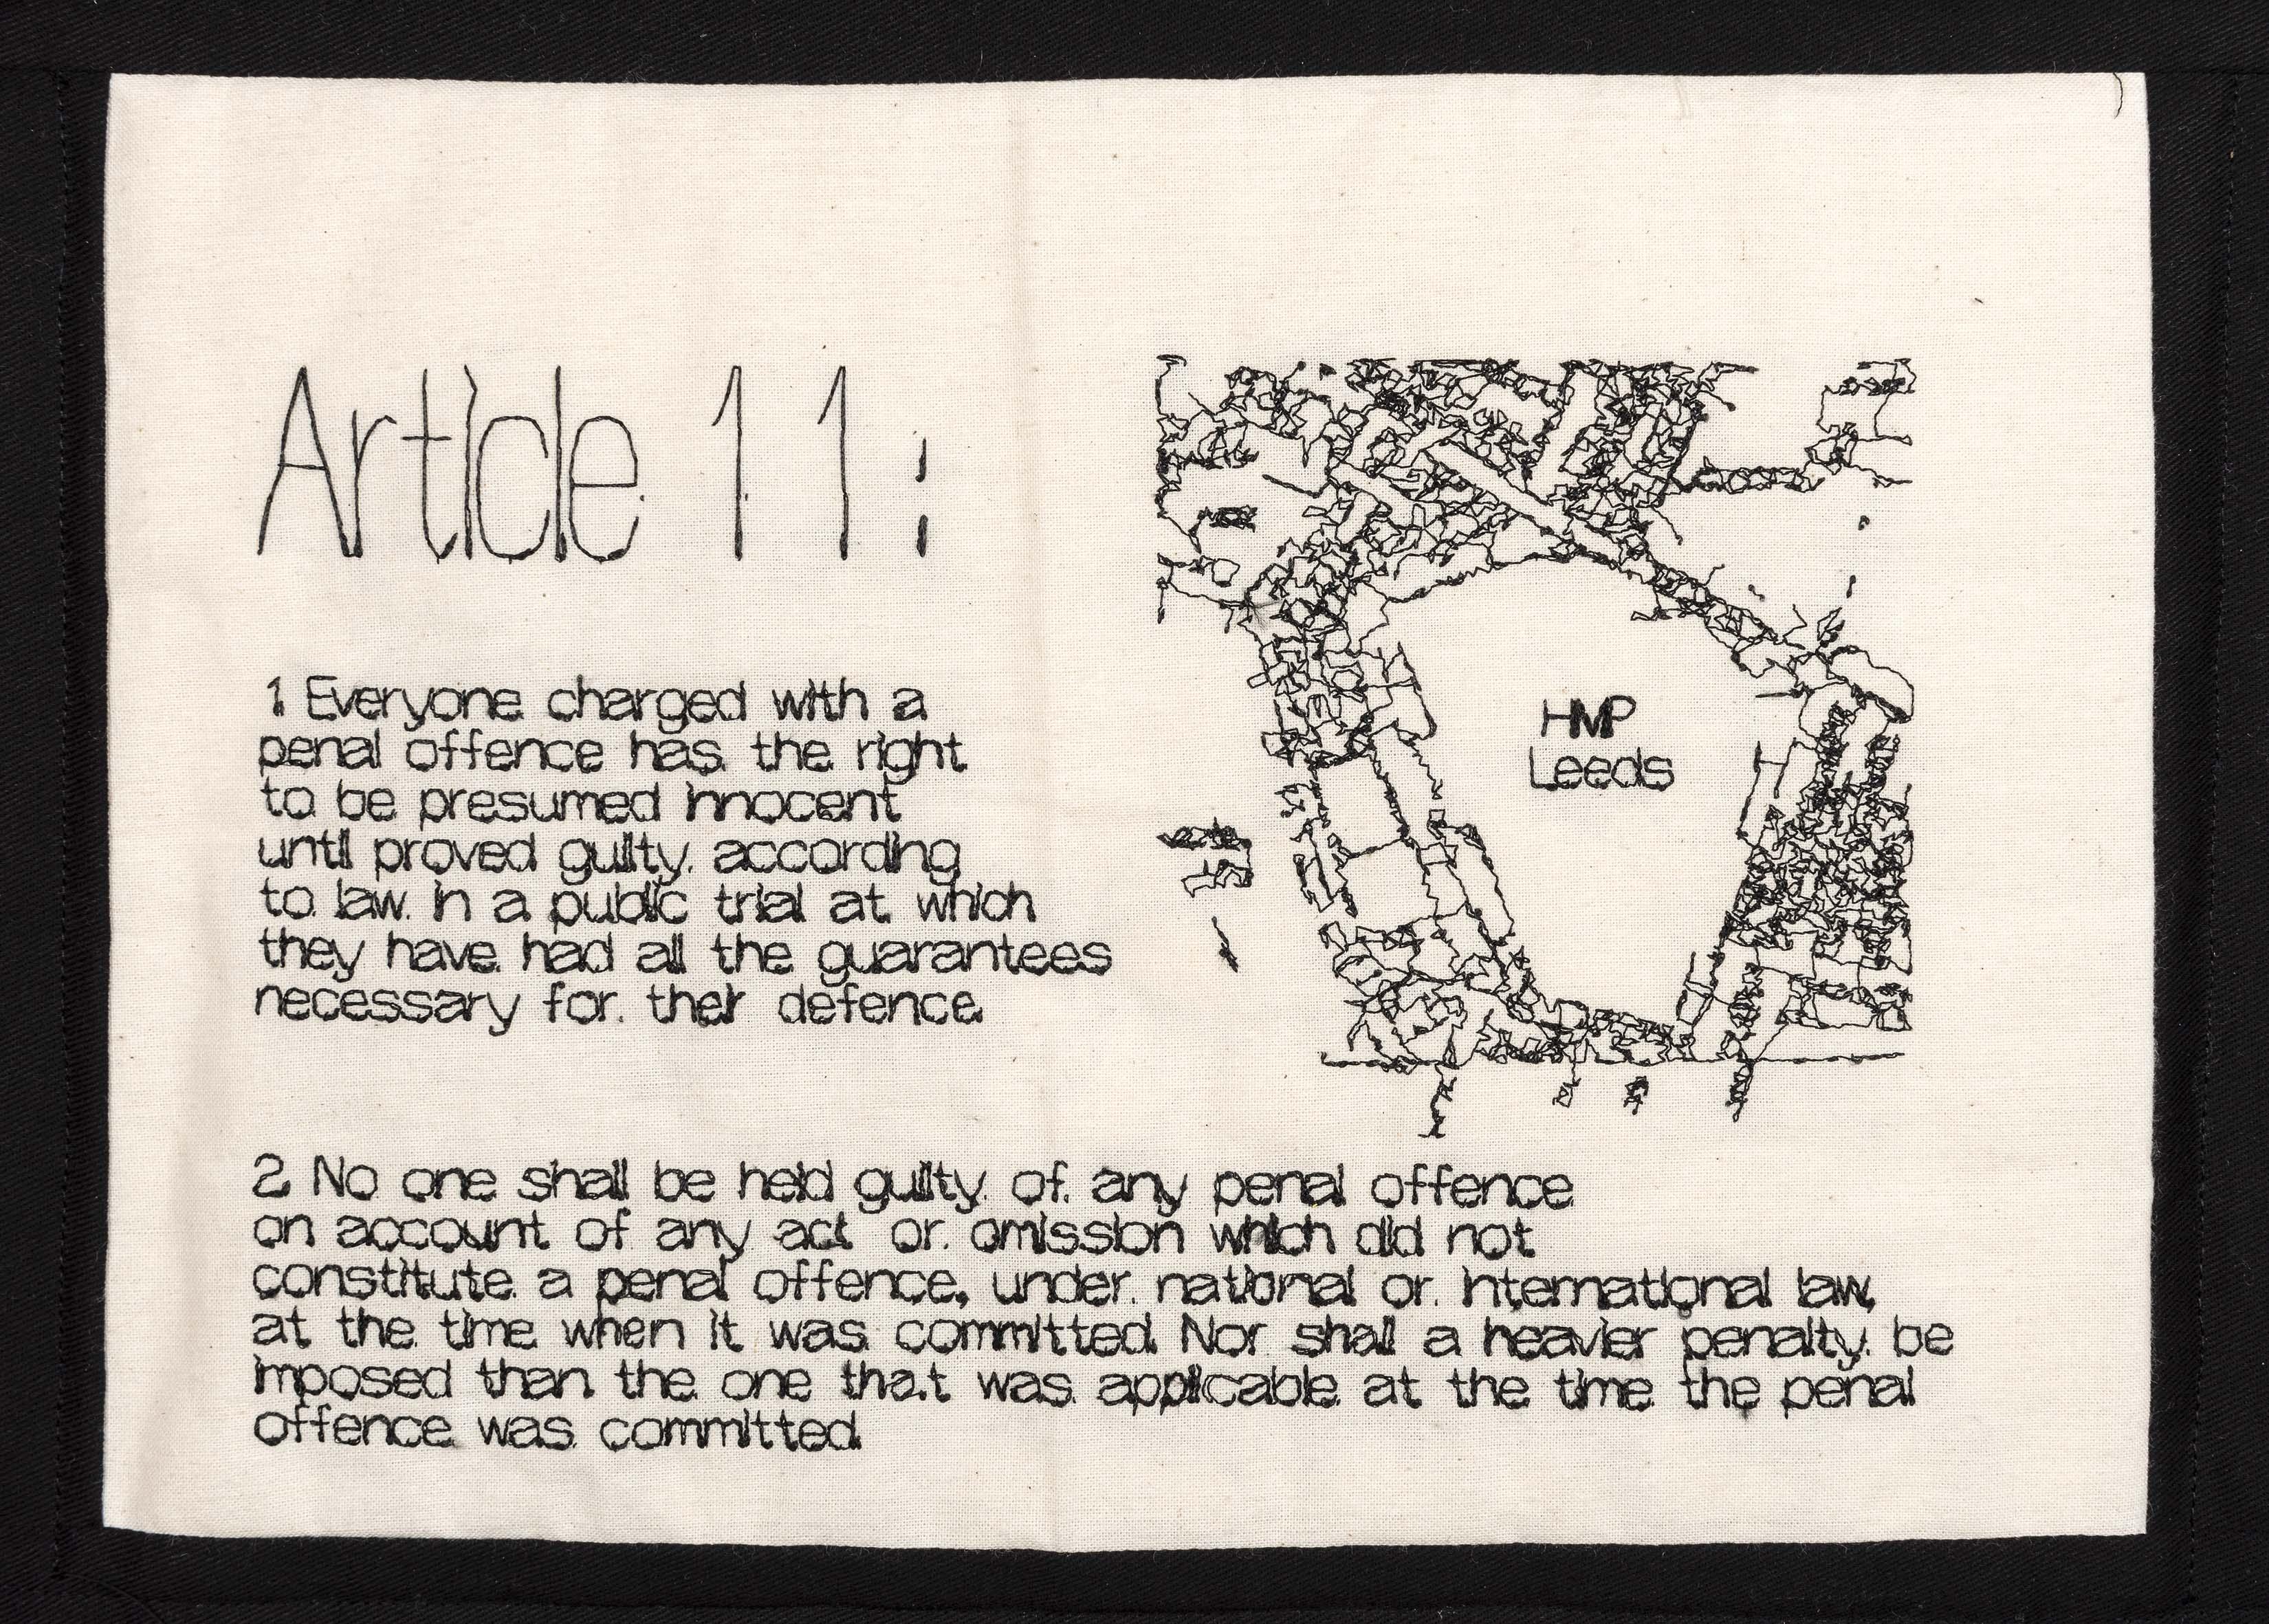 Article 11:
1 Everyone charged with a
penal offence has the right
to be presumed innocent
until proved guilty according
to law in a public trial at which
they have had all the guarantees
necessary for their defence
HMP
Leeds
2 No one shall be held guilty of any penal offence
on account of any act or omission which did not
constitute a penal offence, under national or international law,
at the time when it was committed Nor shall a heavier penalty be
imposed than the one that was applicable at the time the penal
offence was committed